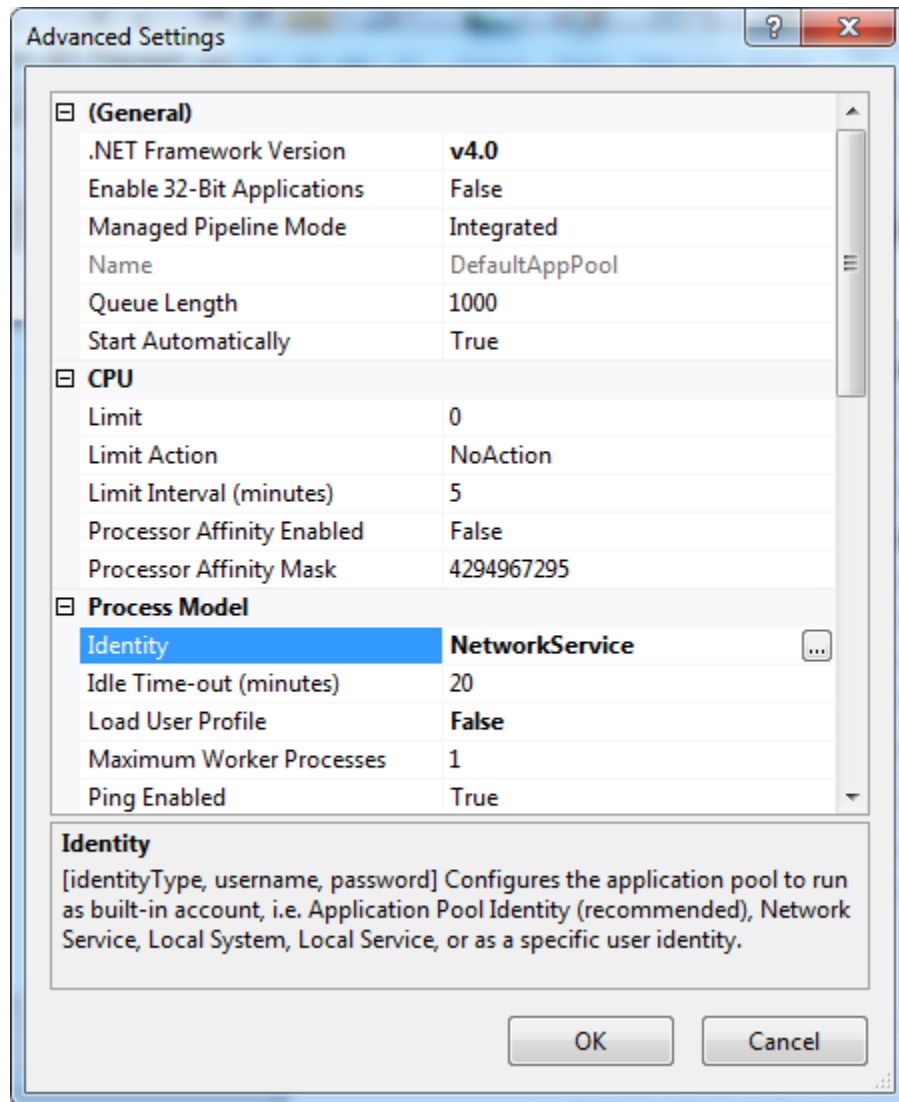 Advanced Settings
(General)
.NET Framework Version v4.0
Enable 32-Bit Applications False
Managed Pipeline Mode Integrated
Name DefaultAppPool
Queue Length 1000
Start Automatically True
CPU
Limit 0
Limit Action NoAction
Limit Interval (minutes) 5
Processor Affinity Enabled False
Processor Affinity Mask 4294967295
Process Model
Identity NetworkService ...
Idle Time-out (minutes) 20
Load User Profile False
Maximum Worker Processes 1
Ping Enabled True
Identity
[identityType, username, password] Configures the application pool to run
as built-in account, i.e. Application Pool Identity (recommended), Network
Service, Local System, Local Service, or as a specific user identity.
OK Cancel